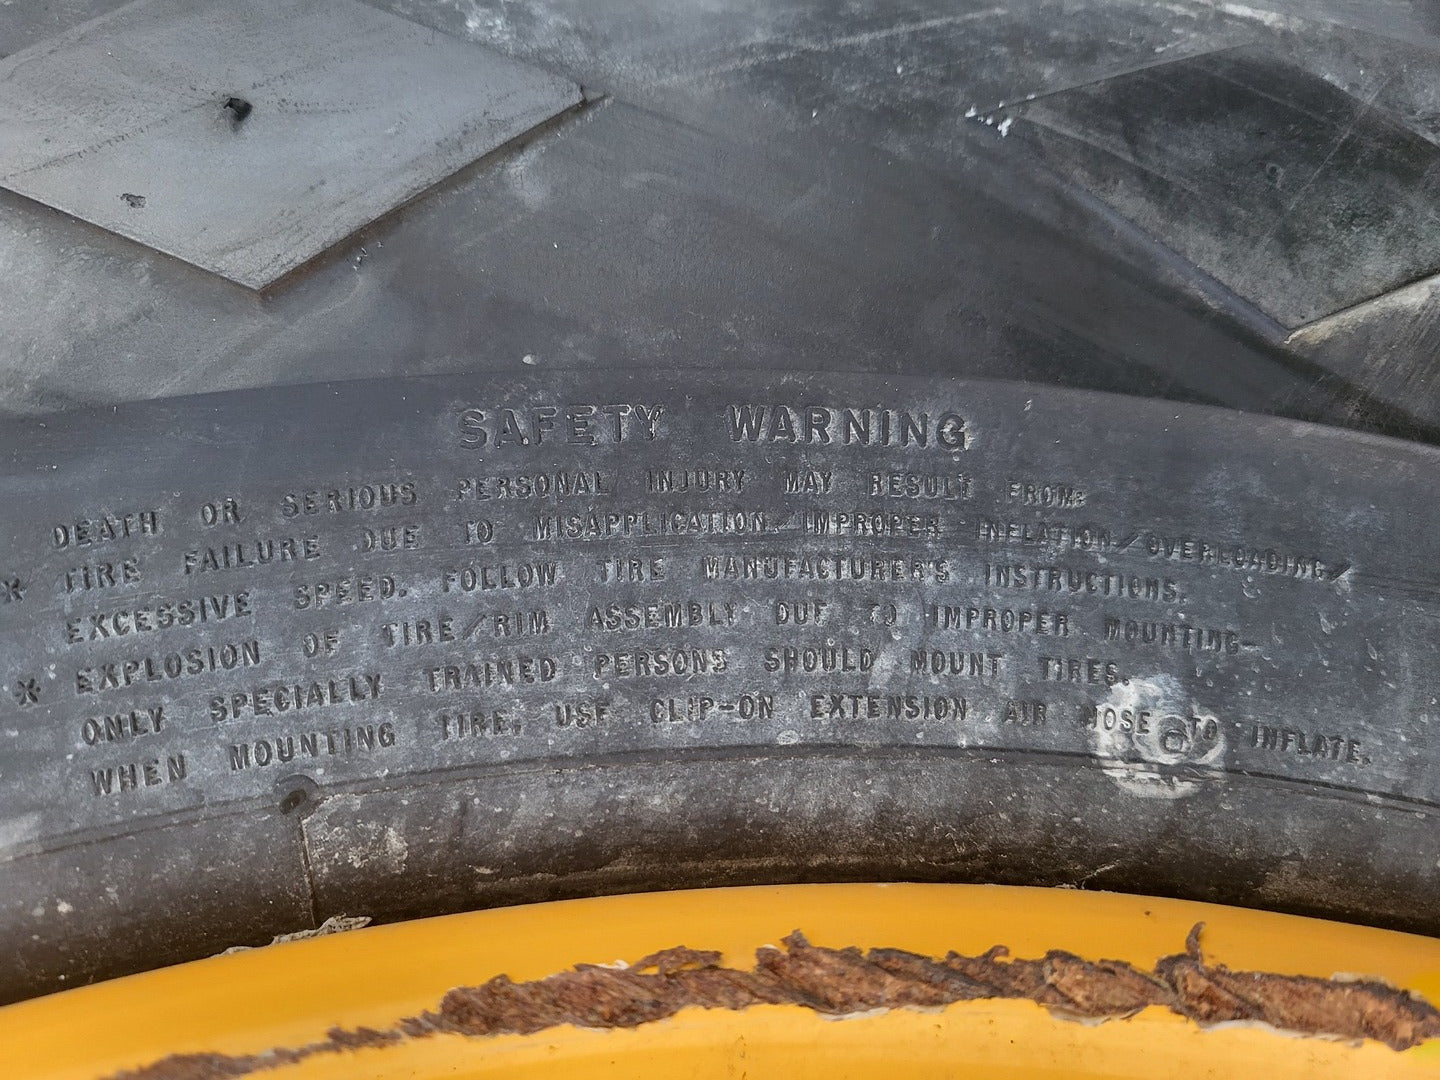 SAFETY WARNING
DEATH OR SERIOUS PERSONAL INJURY MAY RESULT FROM:
* TIRE FAILURE DUE TO MISAPPLICATION/IMPROPER INFLATION/OVERLOADING/
EXCESSIVE SPEED. FOLLOW TIRE MANUFACTURER'S INSTRUCTIONS.
* EXPLOSION OF TIRE/RIM ASSEMBLY DUE TO IMPROPER MOUNTING-
ONLY SPECIALLY TRAINED PERSONS SHOULD MOUNT TIRES.
WHEN MOUNTING TIRE, USE CLIP-ON EXTENSION AIR HOSE TO INFLATE.